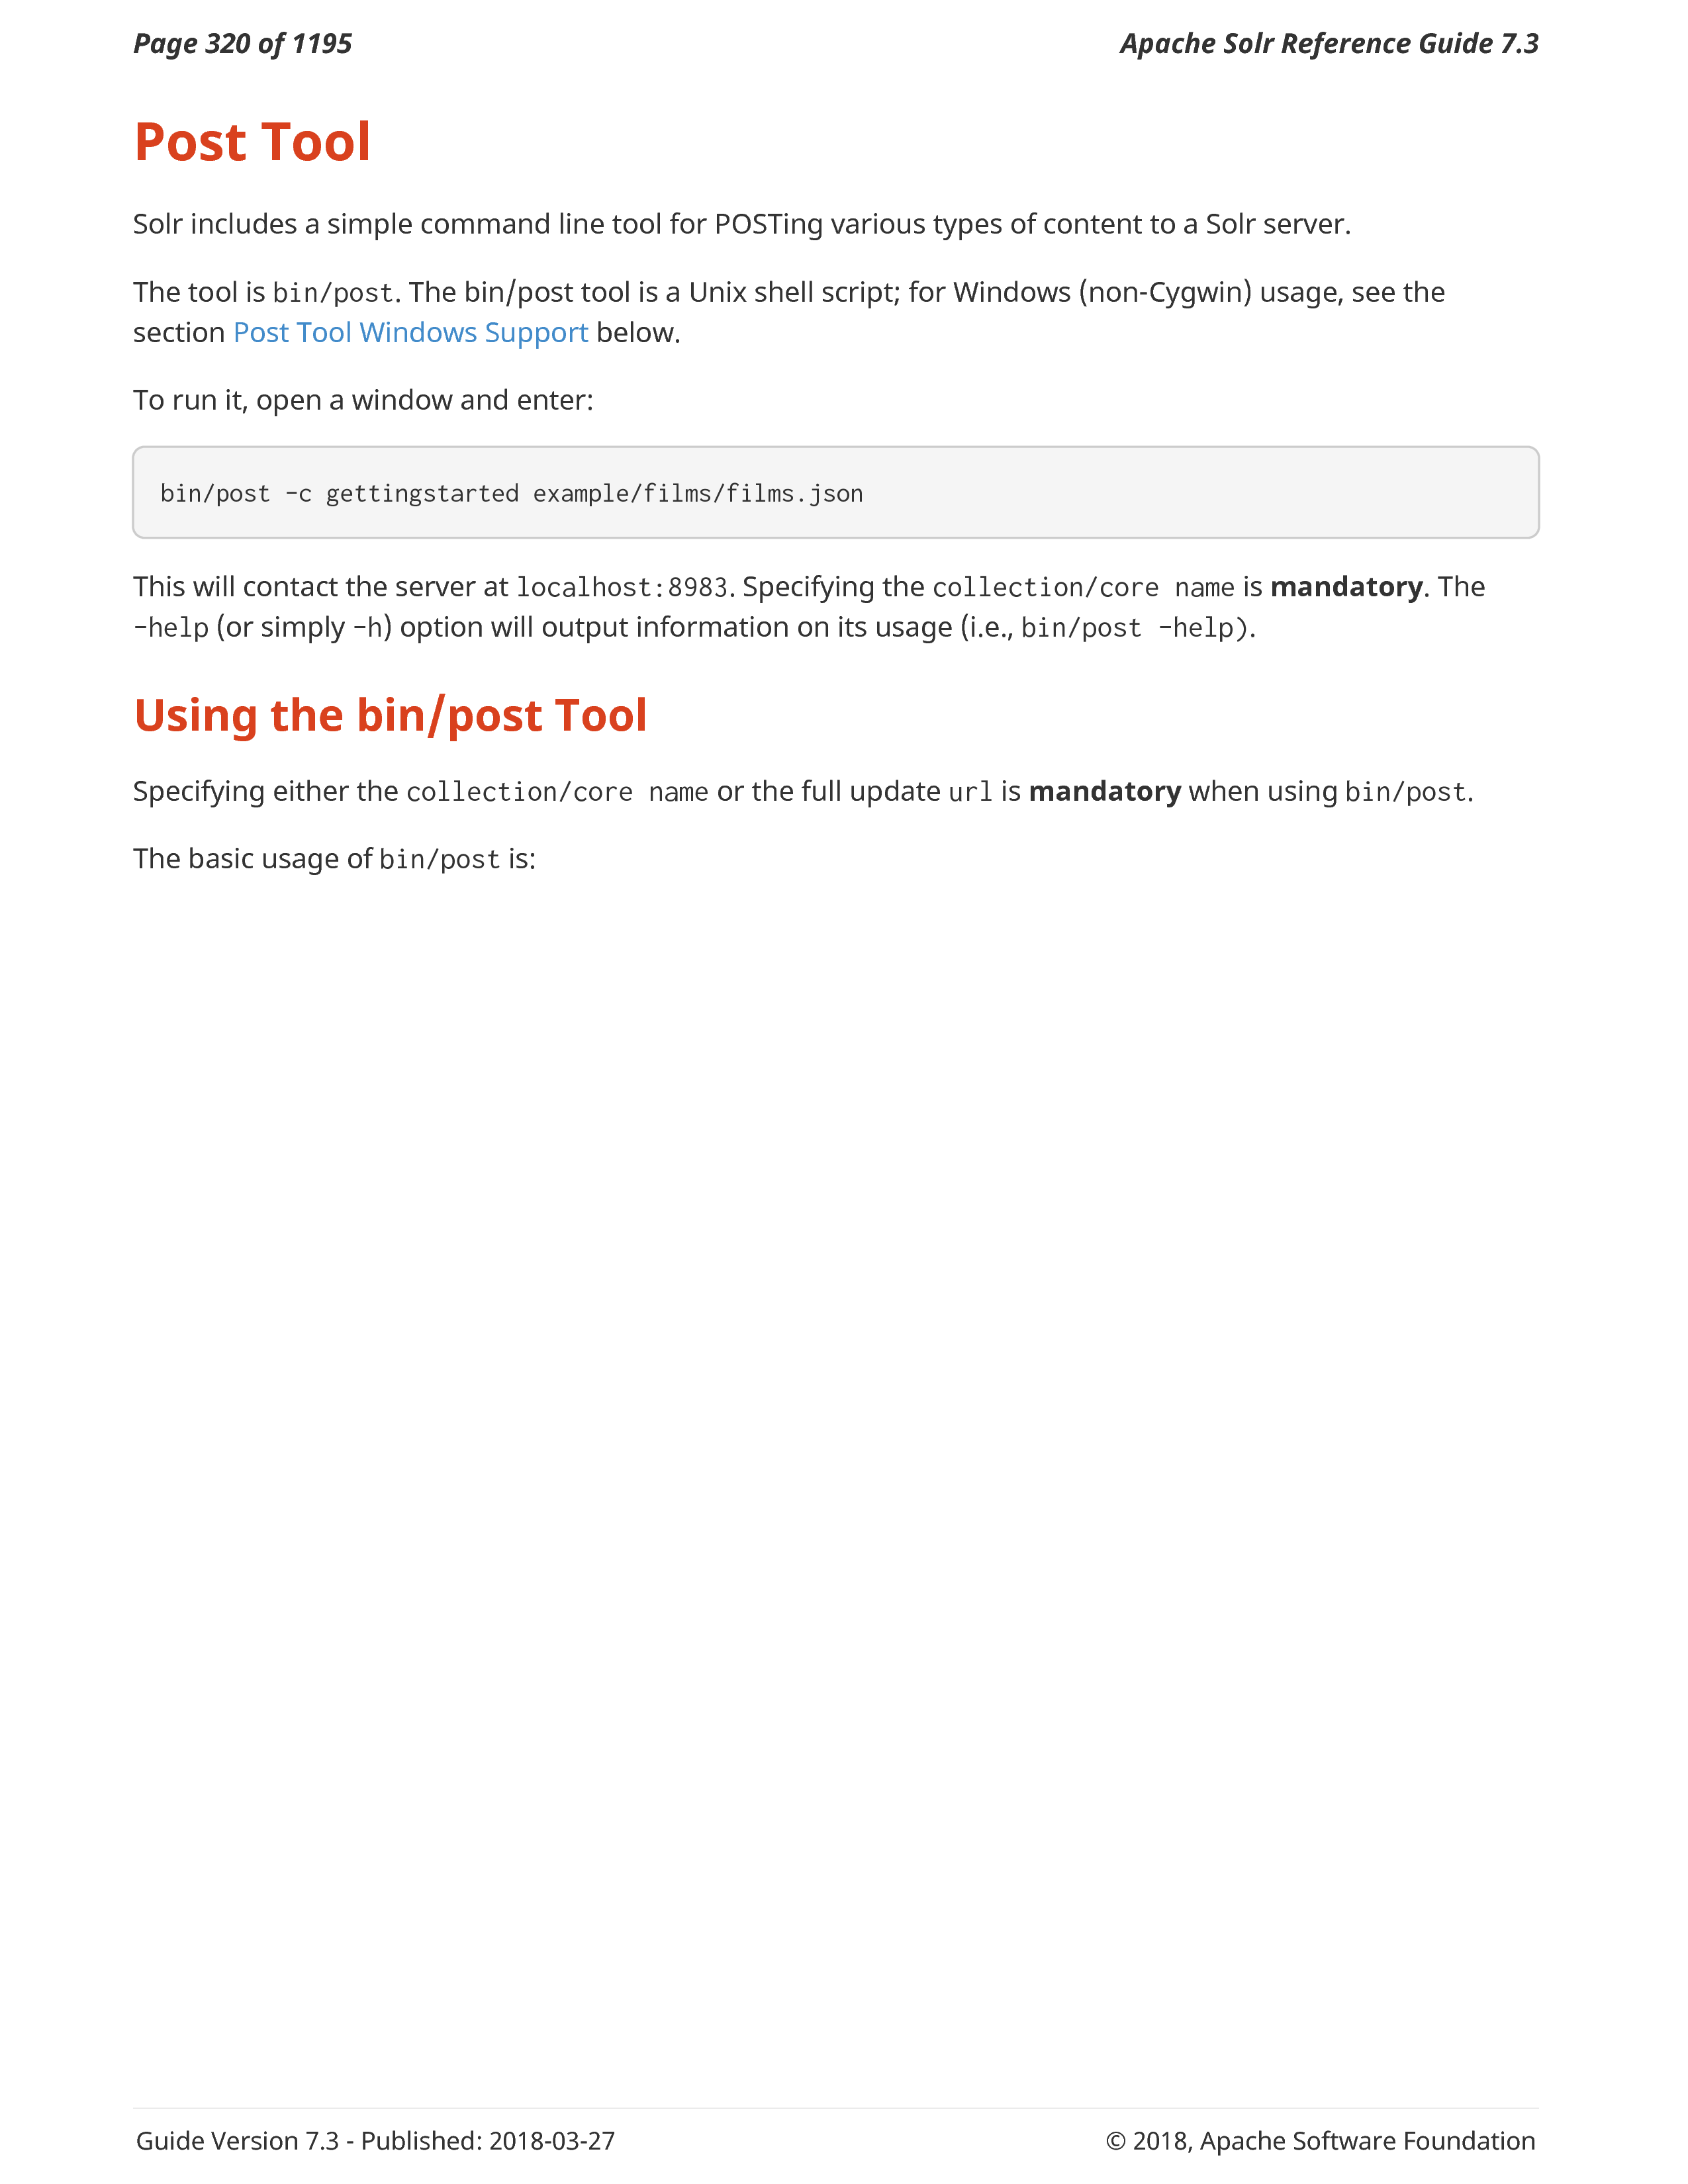 Page 320 of 1195
Apache Solr Reference Guide 7.3
Post Tool
Solr includes a simple command line tool for POSTing various types of content to a Solr server.
The tool is bin/post. The bin/post tool is a Unix shell script; for Windows (non-Cygwin) usage, see the
section Post Tool Windows Support below.
To run it, open a window and enter:
bin/post -c gettingstarted example/films/films.json
This will contact the server at localhost:8983. Specifying the collection/core name is mandatory. The
-help (or simply -h) option will output information on its usage (i.e., bin/post -help).
Using the bin/post Tool
Specifying either the collection/core name or the full update url is mandatory when using bin/post.
The basic usage of bin/post is:
Guide Version 7.3 - Published: 2018-03-27
© 2018, Apache Software Foundation